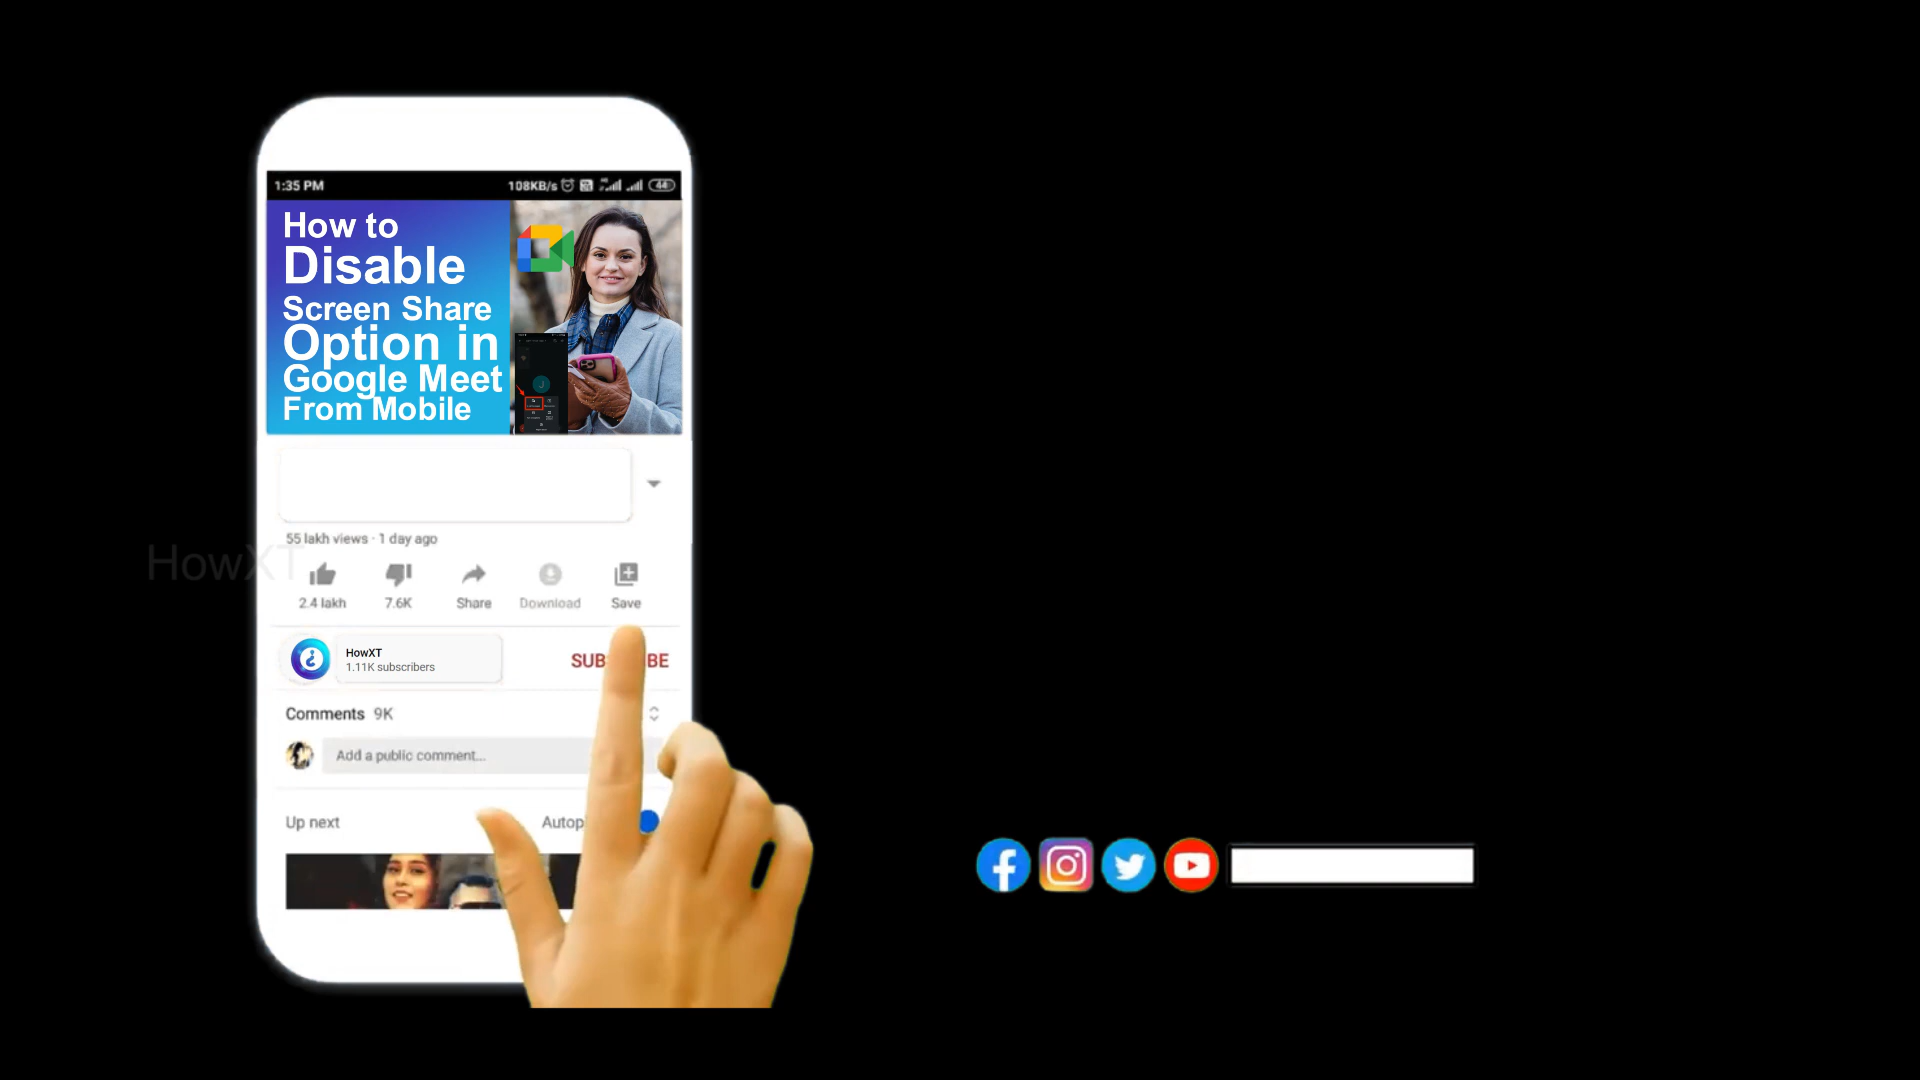 1:35 PM 108KB/s 44
How to
Disable
Screen Share
Option in
Google Meet
From Mobile
J
55 lakh views · 1 day ago
HowXT
2.4 lakh 7.6K Share Download Save
HowXT
1.11K subscribers
SUB BE
Comments 9K
Add a public comment...
Up next Autop